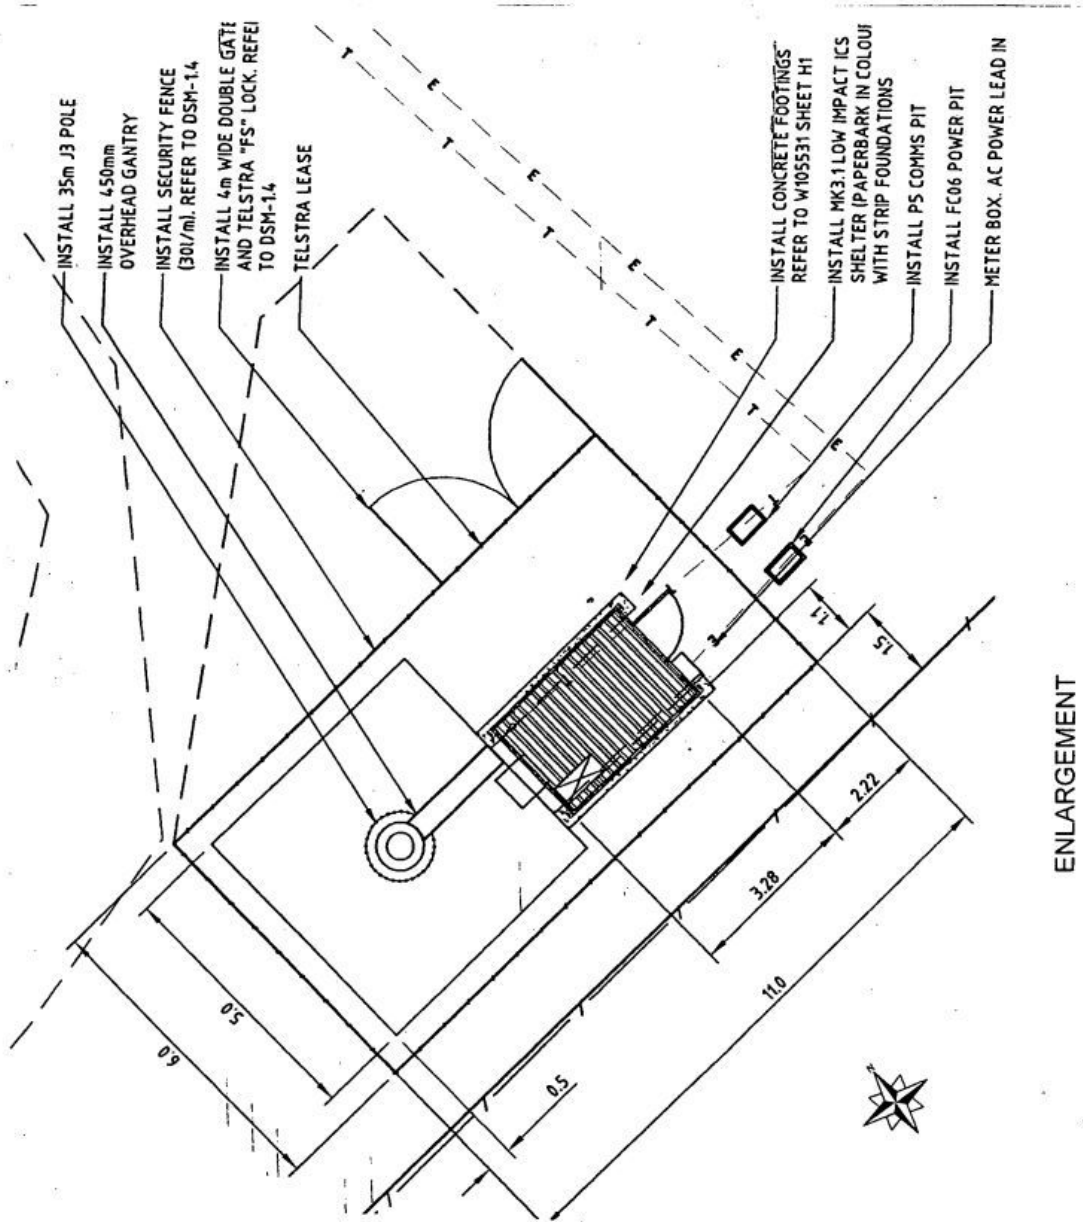 INSTALL 35m J3 POLE
INSTALL 450mm
OVERHEAD GANTRY
INSTALL SECURITY FENCE
(30l/m). REFER TO DSM-1.4
INSTALL 4m WIDE DOUBLE GATE
AND TELSTRA "FS" LOCK. REFE
TO DSM-1.4
TELSTRA LEASE
INSTALL CONCRETE FOOTINGS
REFER TO W105531 SHEET H1
INSTALL MK3.1 LOW IMPACT ICS
SHELTER (PAPERBARK IN COLOU
WITH STRIP FOUNDATIONS
INSTALL P5 COMMS PIT
INSTALL FC06 POWER PIT
METER BOX. AC POWER LEAD IN
T
E
T
E
T
E
T
E
T
E
1.1
1.5
2.22
3.28
11.0
0.5
5.0
6.0
N
ENLARGEMENT